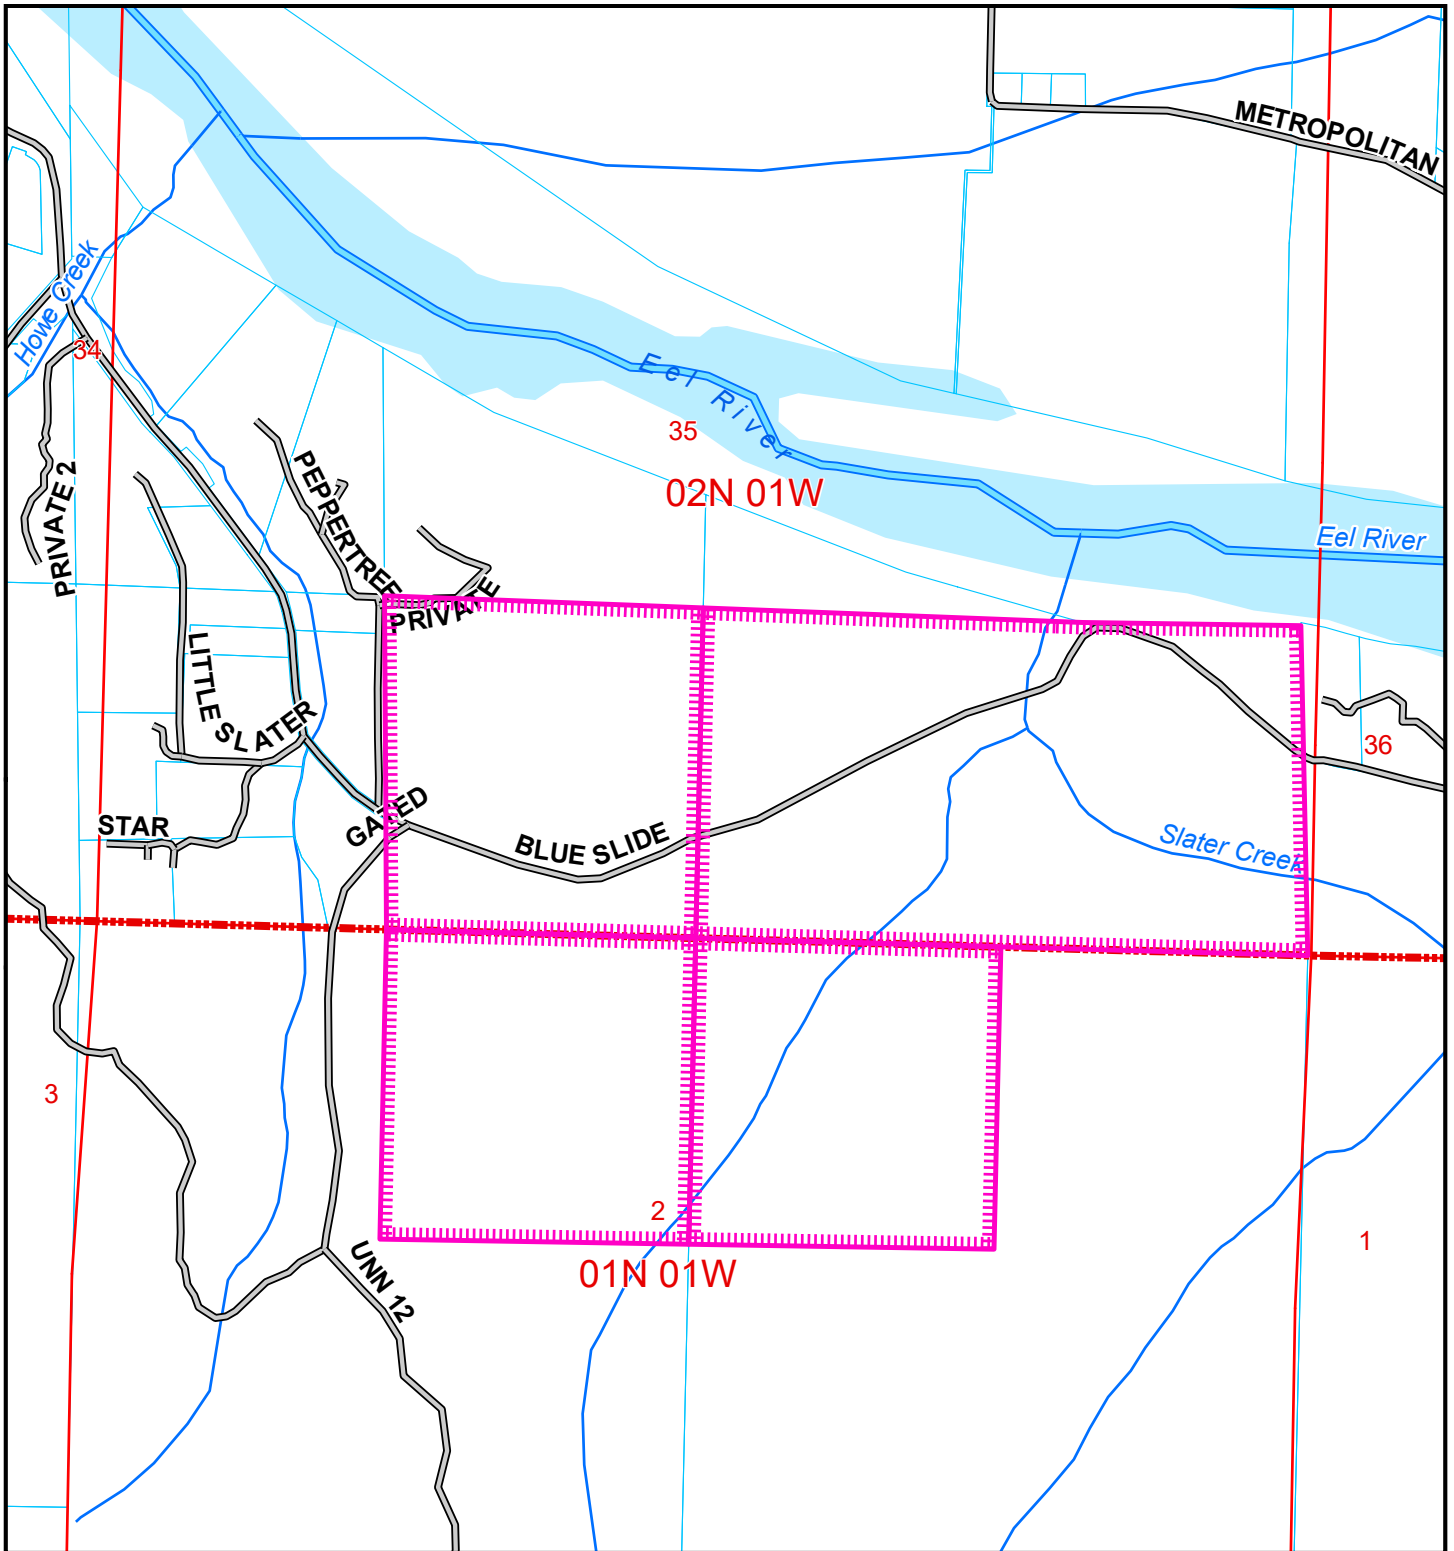 METROPOLITAN
Howe Creek
34
Eel River
35
02N 01W
PRIVATE 2
PEPPERTREE
Eel River
PRIVATE
LITTLE SLATER
36
GATED
STAR
BLUE SLIDE
Slater Creek
3
2
01N 01W
1
UNN 12